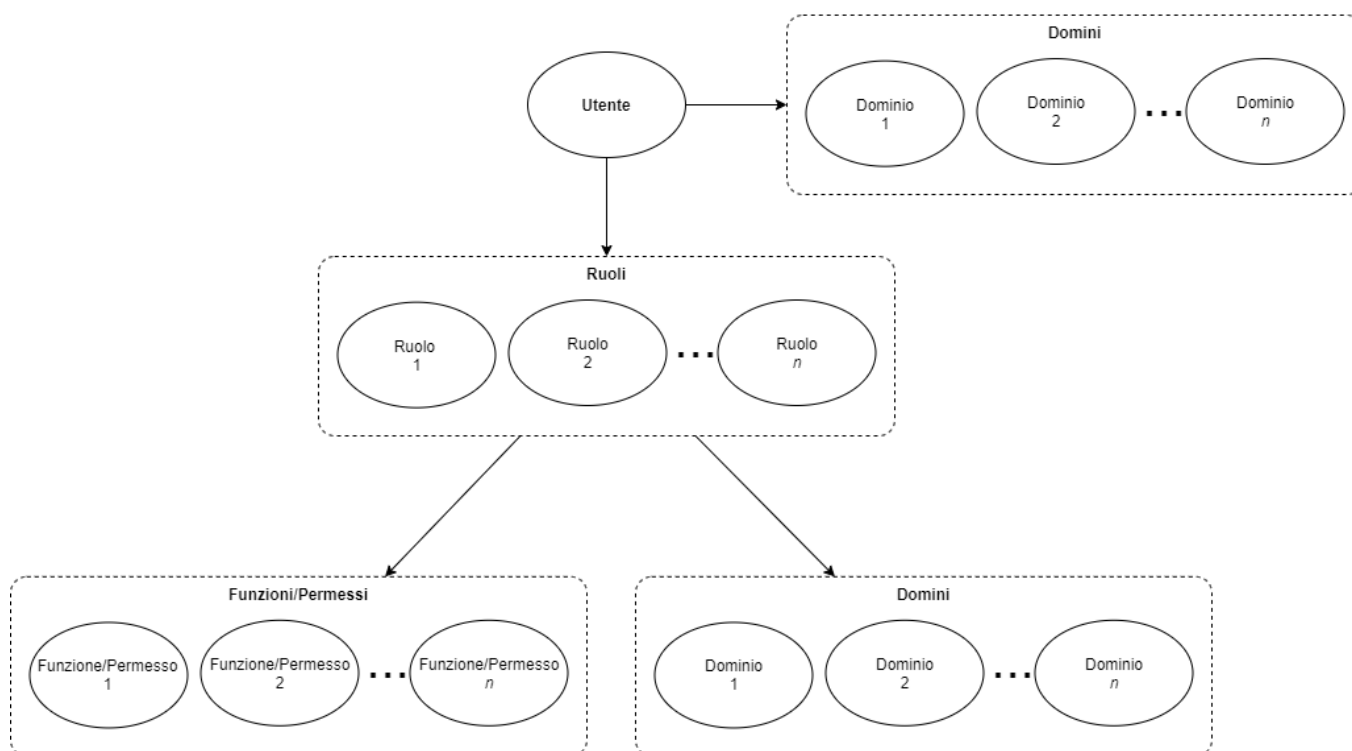 Domini
Utente
Dominio
1
Dominio
2
...
Dominio
n
Ruoli
Ruolo
1
Ruolo
2
...
Ruolo
n
Funzioni/Permessi
Funzione/Permesso
1
Funzione/Permesso
2
...
Funzione/Permesso
n
Domini
Dominio
1
Dominio
2
...
Dominio
n